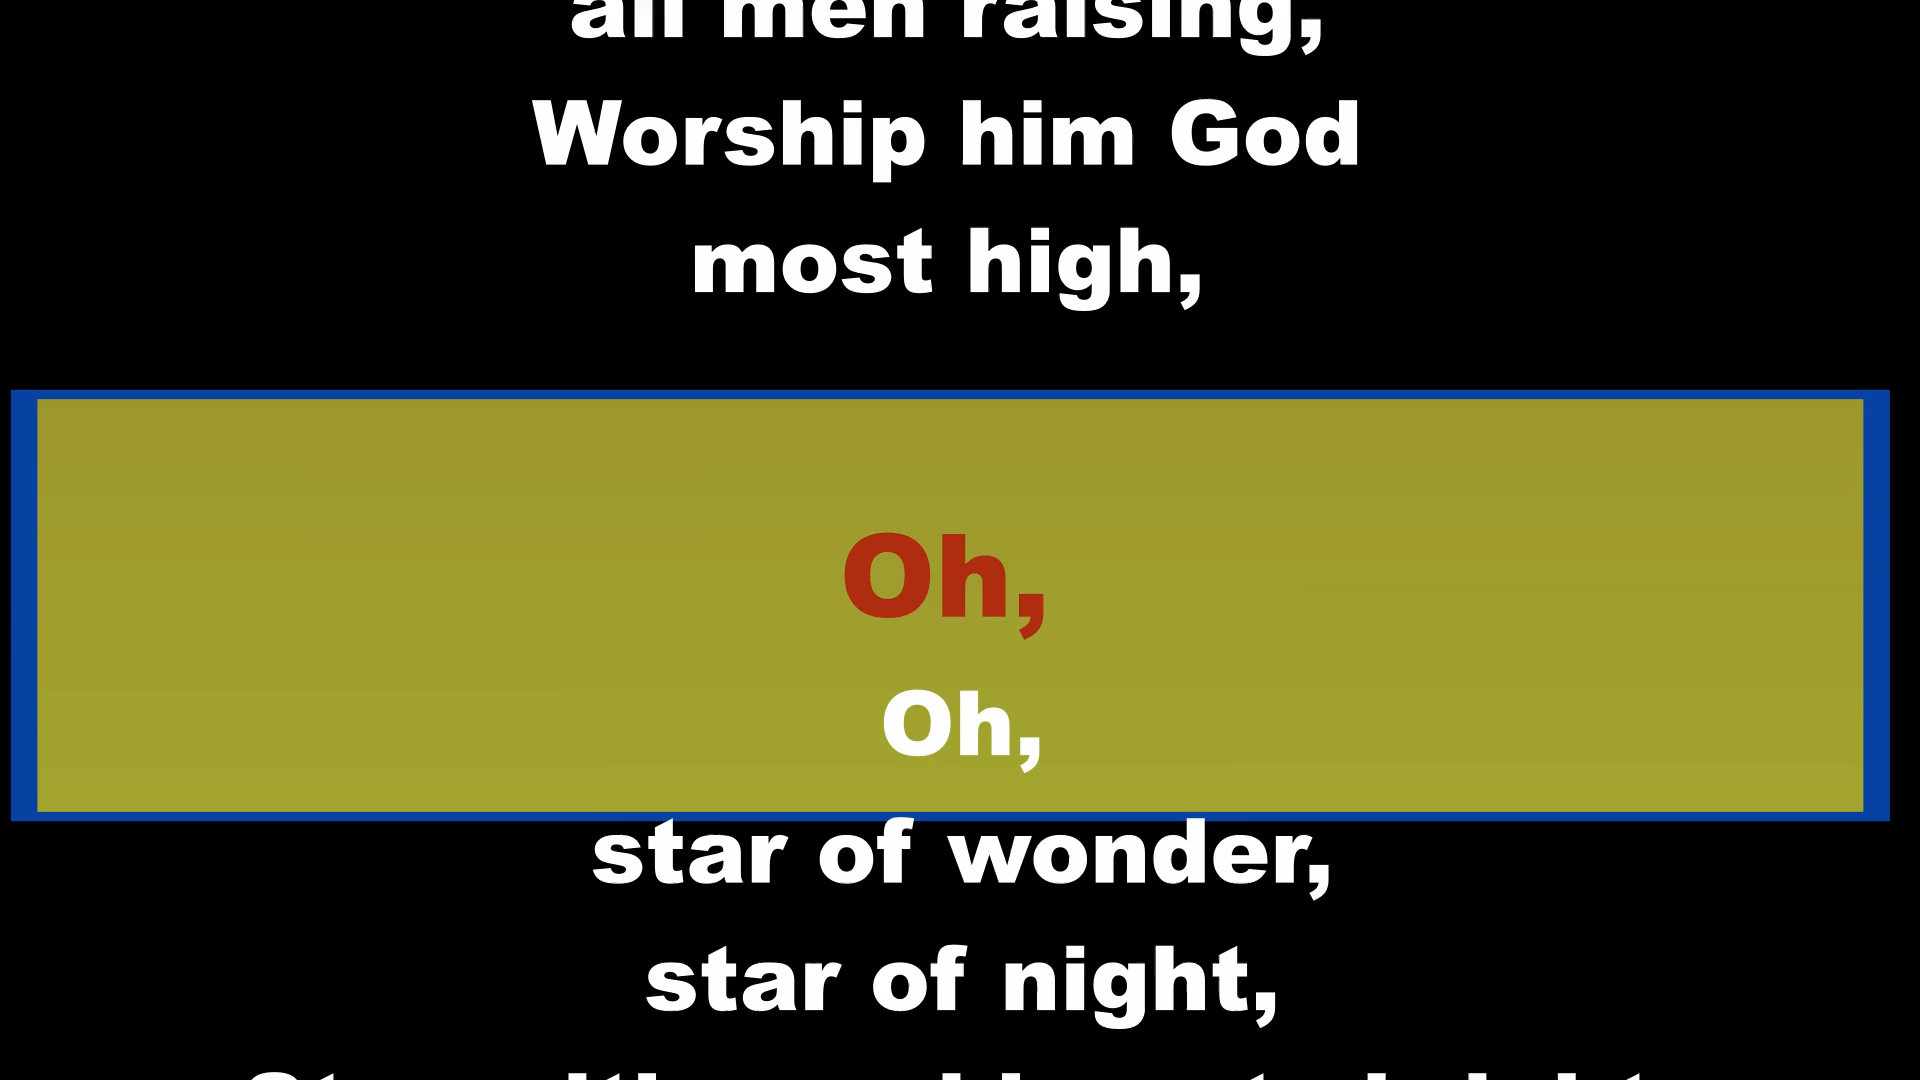 all men raising,
Worship him God
most high,
Oh,
Oh,
star of wonder,
star of night,